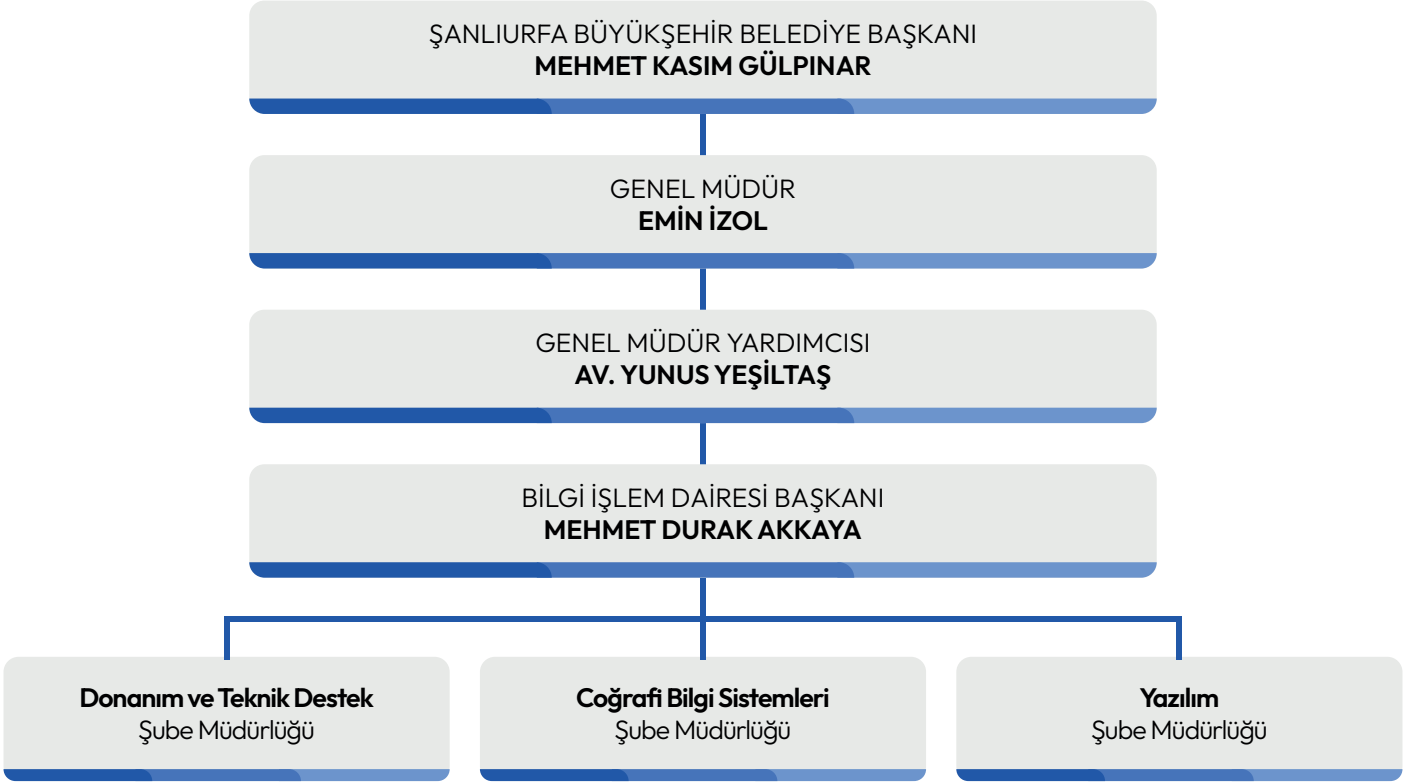 ŞANLIURFA BÜYÜKŞEHİR BELEDİYE BAŞKANI
MEHMET KASIM GÜLPINAR
GENEL MÜDÜR
EMİN İZOL
GENEL MÜDÜR YARDIMCISI
AV. YUNUS YEŞİLTAŞ
BİLGİ İŞLEM DAİRESİ BAŞKANI
MEHMET DURAK AKKAYA
Donanım ve Teknik Destek
Şube Müdürlüğü
Coğrafi Bilgi Sistemleri
Şube Müdürlüğü
Yazılım
Şube Müdürlüğü